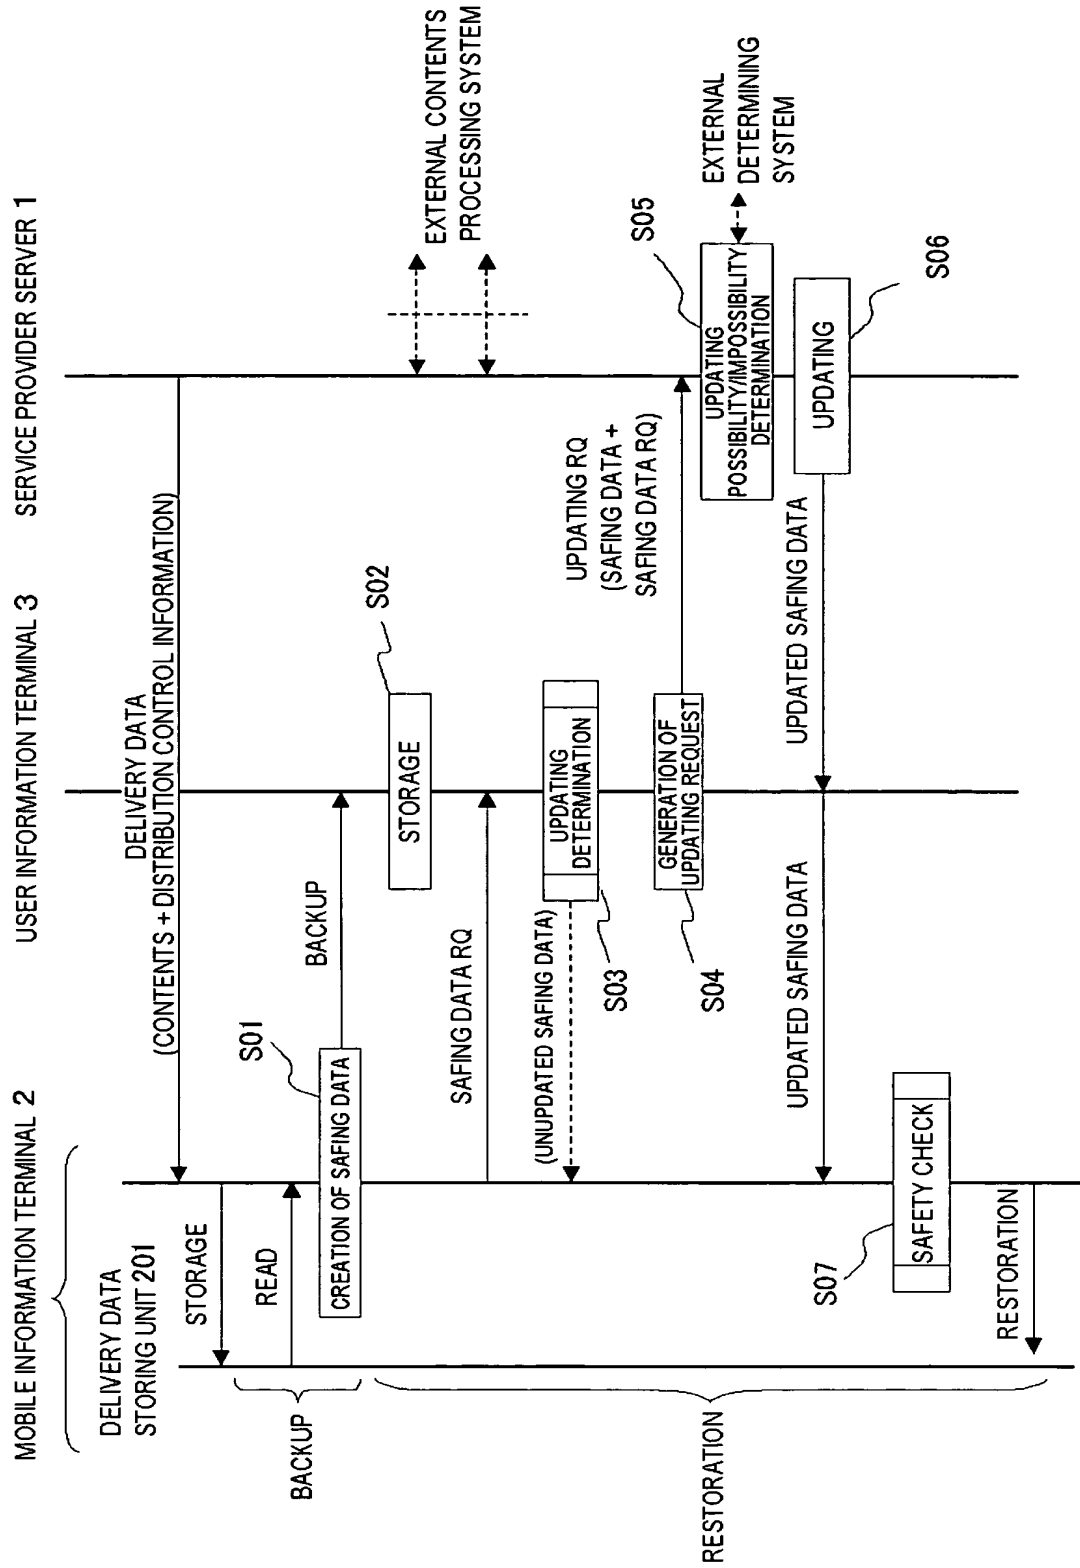 MOBILE INFORMATION TERMINAL 2
USER INFORMATION TERMINAL 3
SERVICE PROVIDER SERVER 1
DELIVERY DATA
STORING UNIT 201
DELIVERY DATA
(CONTENTS + DISTRIBUTION CONTROL INFORMATION)
STORAGE
READ
S01
CREATION OF SAFING DATA
BACKUP
BACKUP
S02
STORAGE
EXTERNAL CONTENTS
PROCESSING SYSTEM
SAFING DATA RQ
UPDATING
DETERMINATION
(UNUPDATED SAFING DATA)
S03
UPDATING RQ
(SAFING DATA +
SAFING DATA RQ)
GENERATION OF
UPDATING REQUEST
S04
S05
UPDATING
POSSIBILITY/IMPOSSIBILITY
DETERMINATION
EXTERNAL
DETERMINING
SYSTEM
UPDATING
S06
UPDATED SAFING DATA
UPDATED SAFING DATA
S07
SAFETY CHECK
RESTORATION
RESTORATION